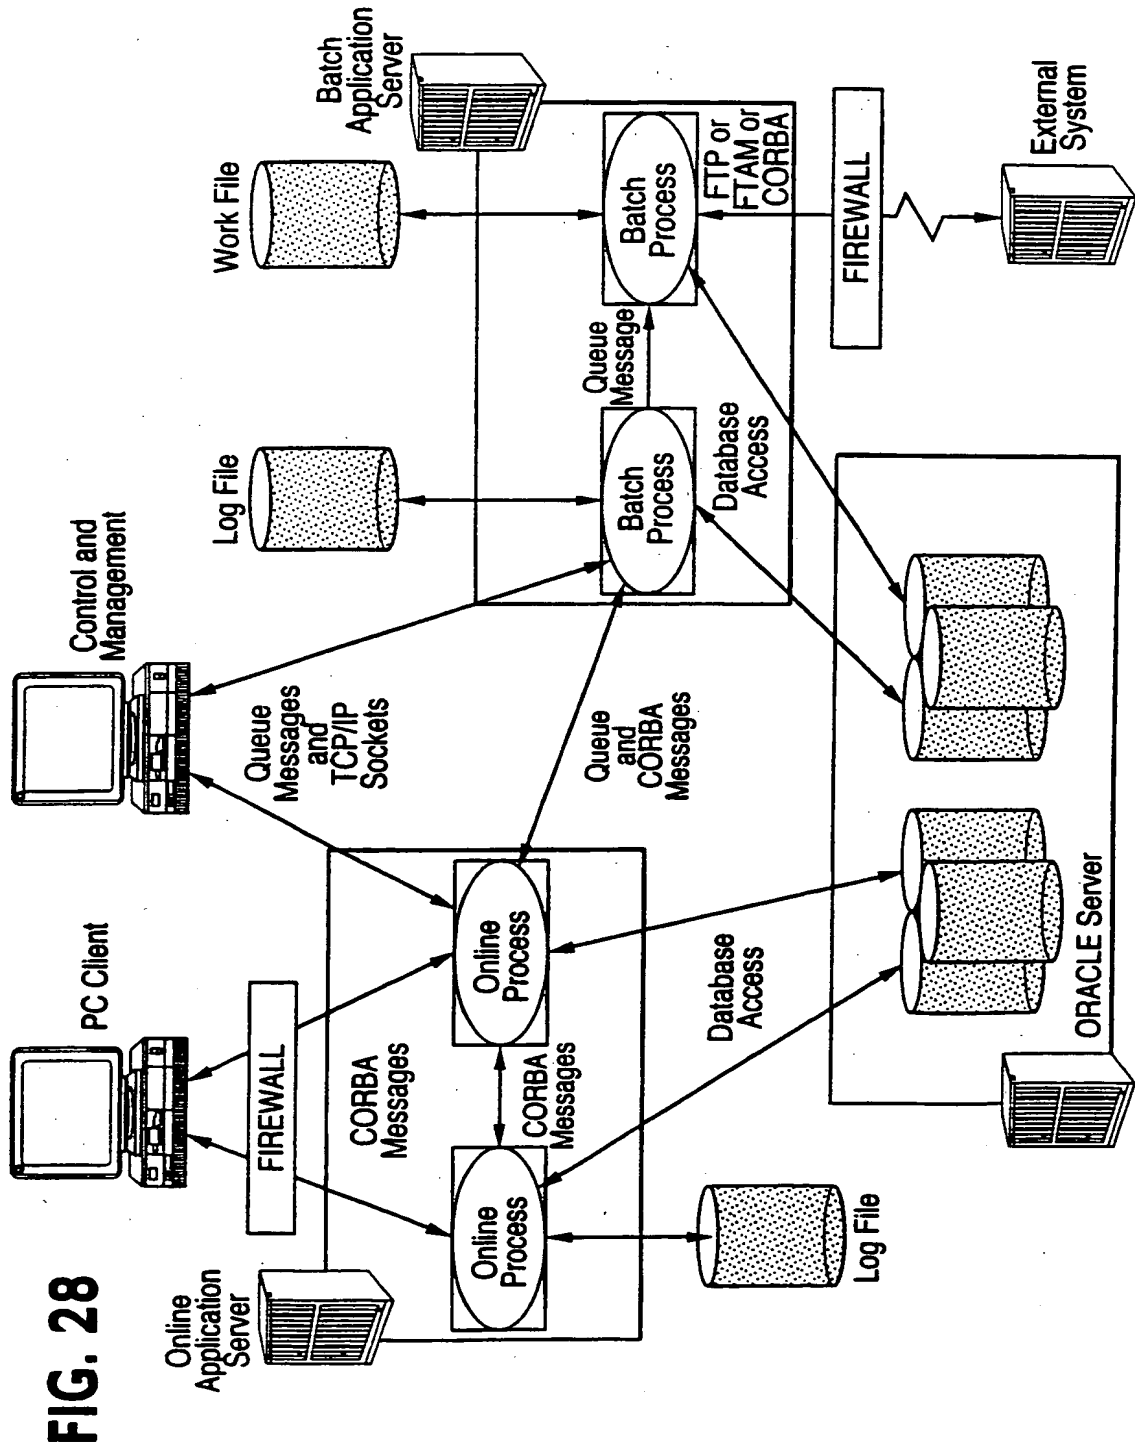 FIG. 28
Online
Application
Server
PC Client
Control and
Management
Log File
Work File
Batch
Application
Server
FIREWALL
CORBA
Messages
Queue
Messages
and
TCP/IP
Sockets
Online
Process
CORBA
Messages
Online
Process
Queue
and
CORBA
Messages
Batch
Process
Queue
Message
Batch
Process
FTP or
FTAM or
CORBA
Log File
Database
Access
Database
Access
FIREWALL
ORACLE Server
External
System